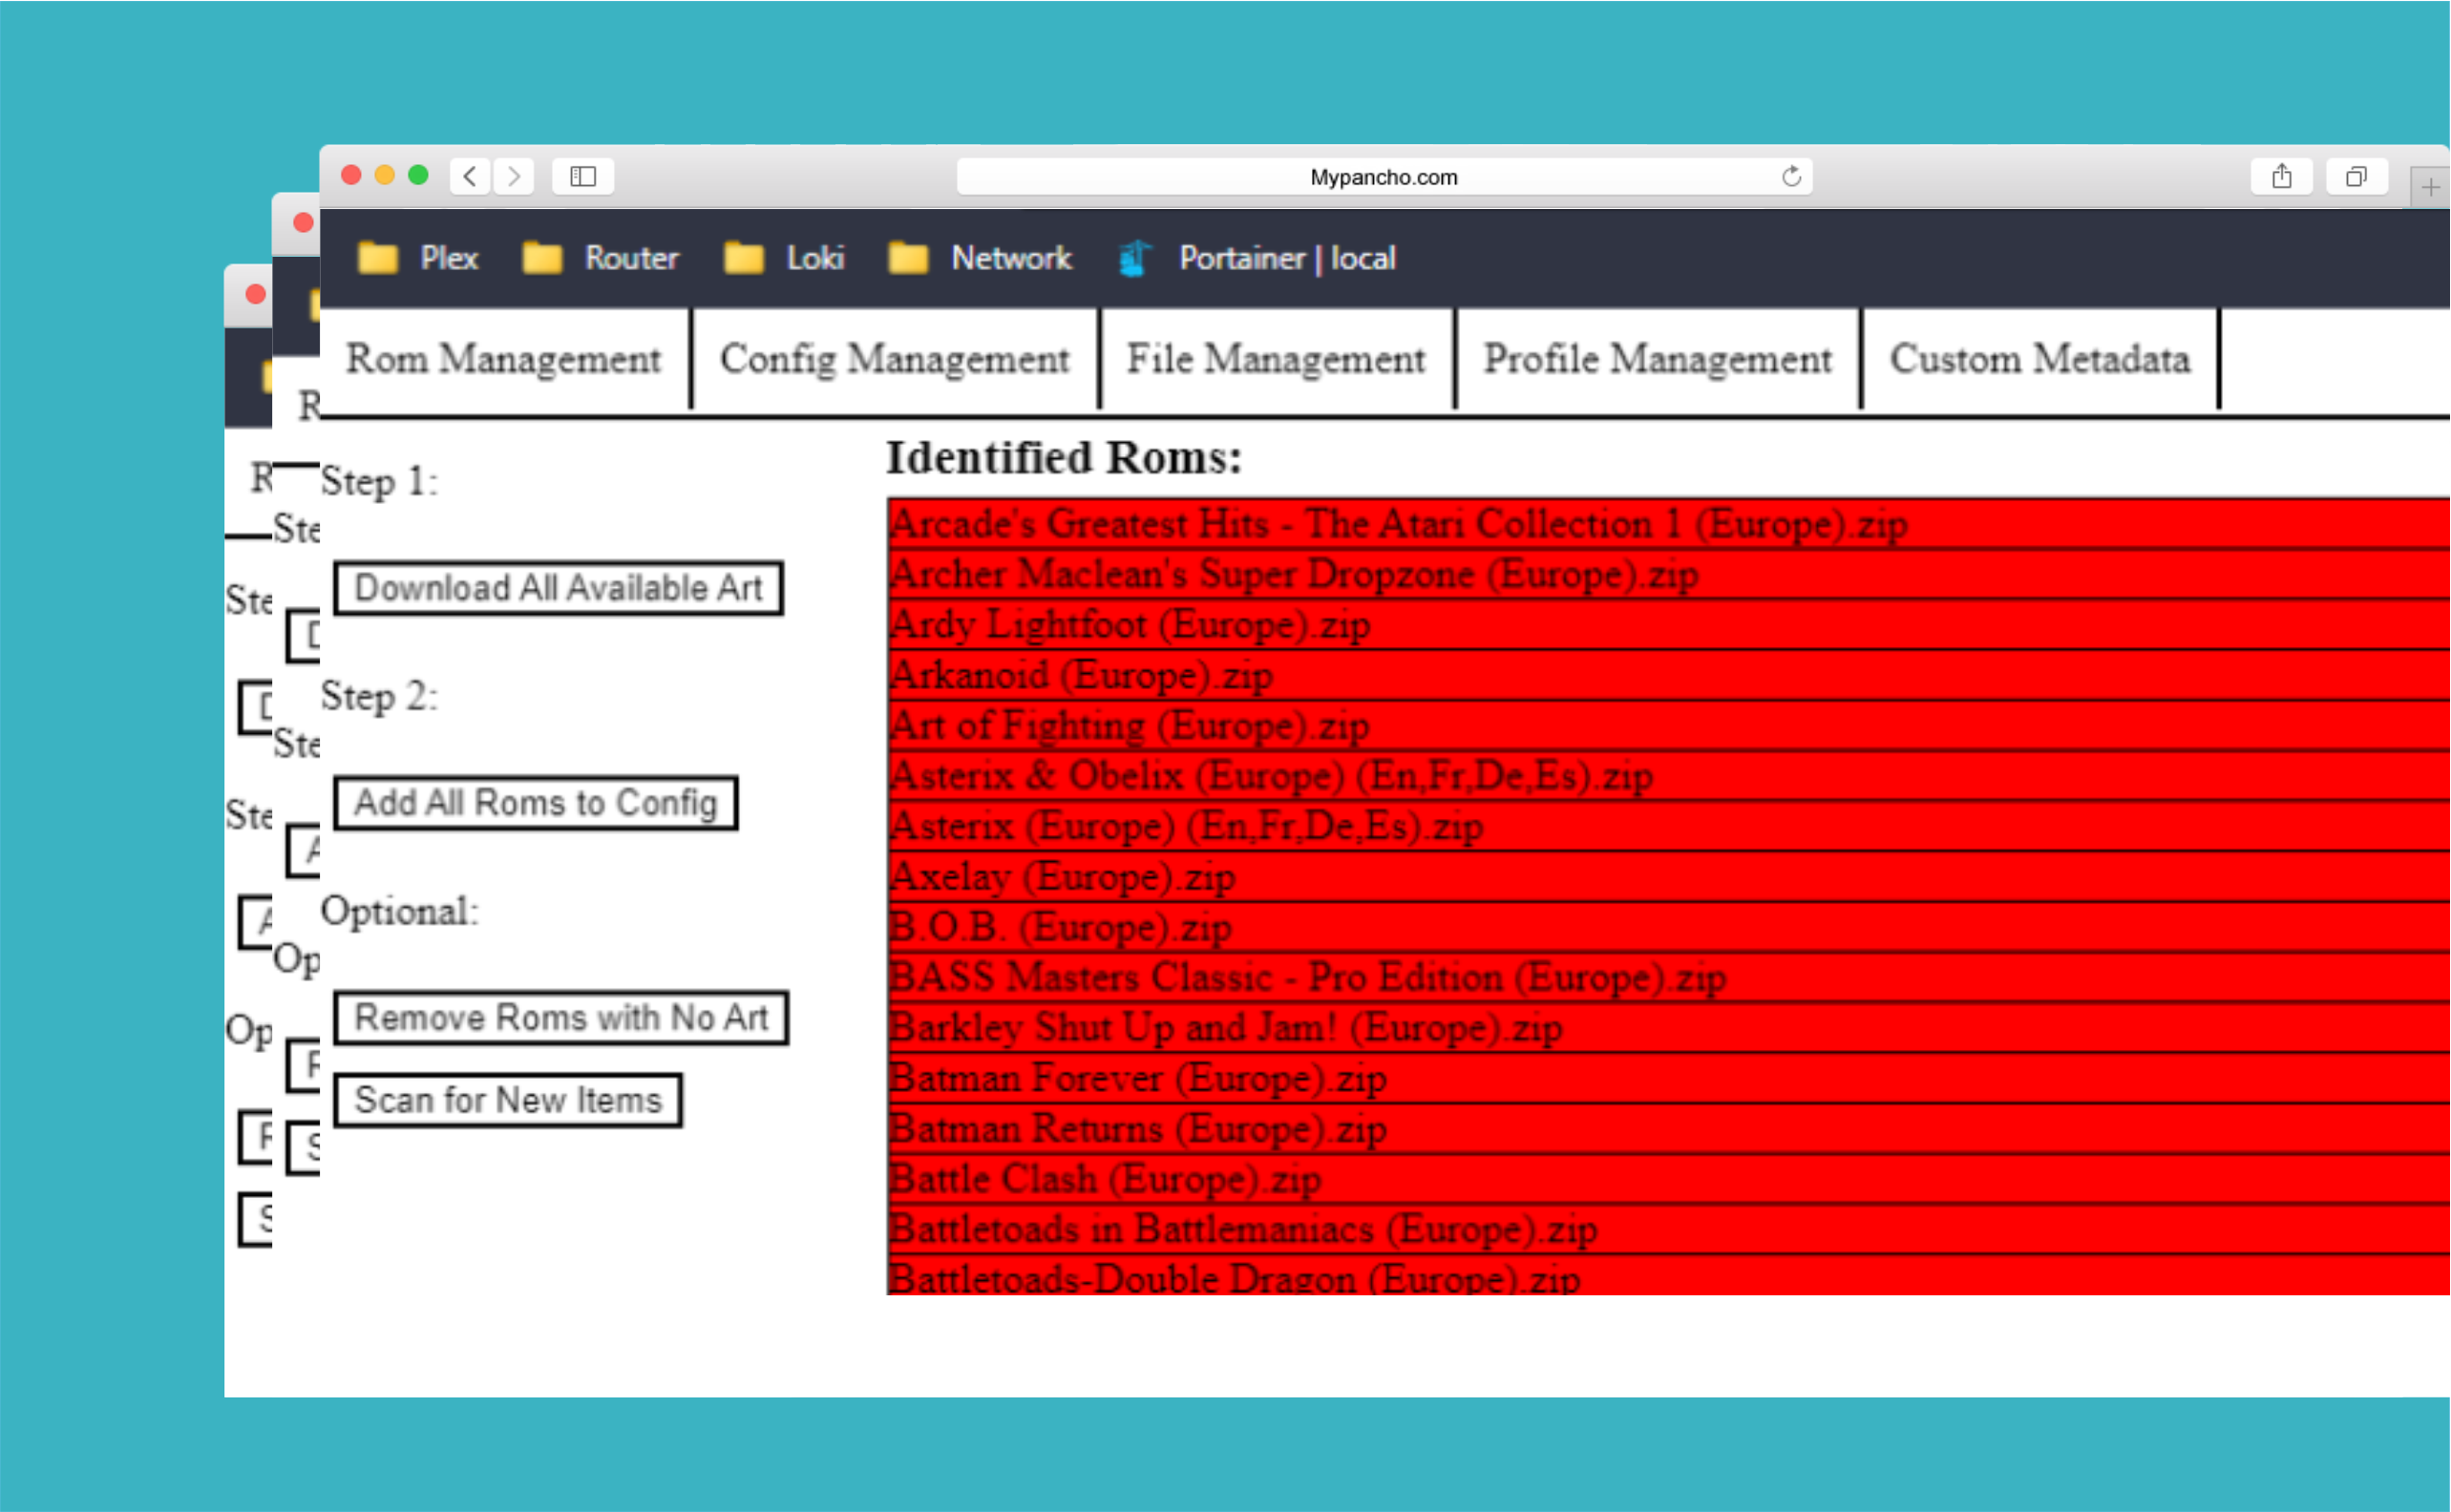 Mypancho.com
Plex Router Loki Network Portainer | local
Rom Management Config Management File Management Profile Management Custom Metadata
Step 1:
Download All Available Art
Step 2:
Add All Roms to Config
Optional:
Remove Roms with No Art
Scan for New Items
Identified Roms:
Arcade's Greatest Hits - The Atari Collection 1 (Europe).zip
Archer Maclean's Super Dropzone (Europe).zip
Ardy Lightfoot (Europe).zip
Arkanoid (Europe).zip
Art of Fighting (Europe).zip
Asterix & Obelix (Europe) (En,Fr,De,Es).zip
Asterix (Europe) (En,Fr,De,Es).zip
Axelay (Europe).zip
B.O.B. (Europe).zip
BASS Masters Classic - Pro Edition (Europe).zip
Barkley Shut Up and Jam! (Europe).zip
Batman Forever (Europe).zip
Batman Returns (Europe).zip
Battle Clash (Europe).zip
Battletoads in Battlemaniacs (Europe).zip
Battletoads-Double Dragon (Europe).zip
R
Ste
D
Ste
A
Op
R
S
R
Ste
D
Ste
A
Op
R
S